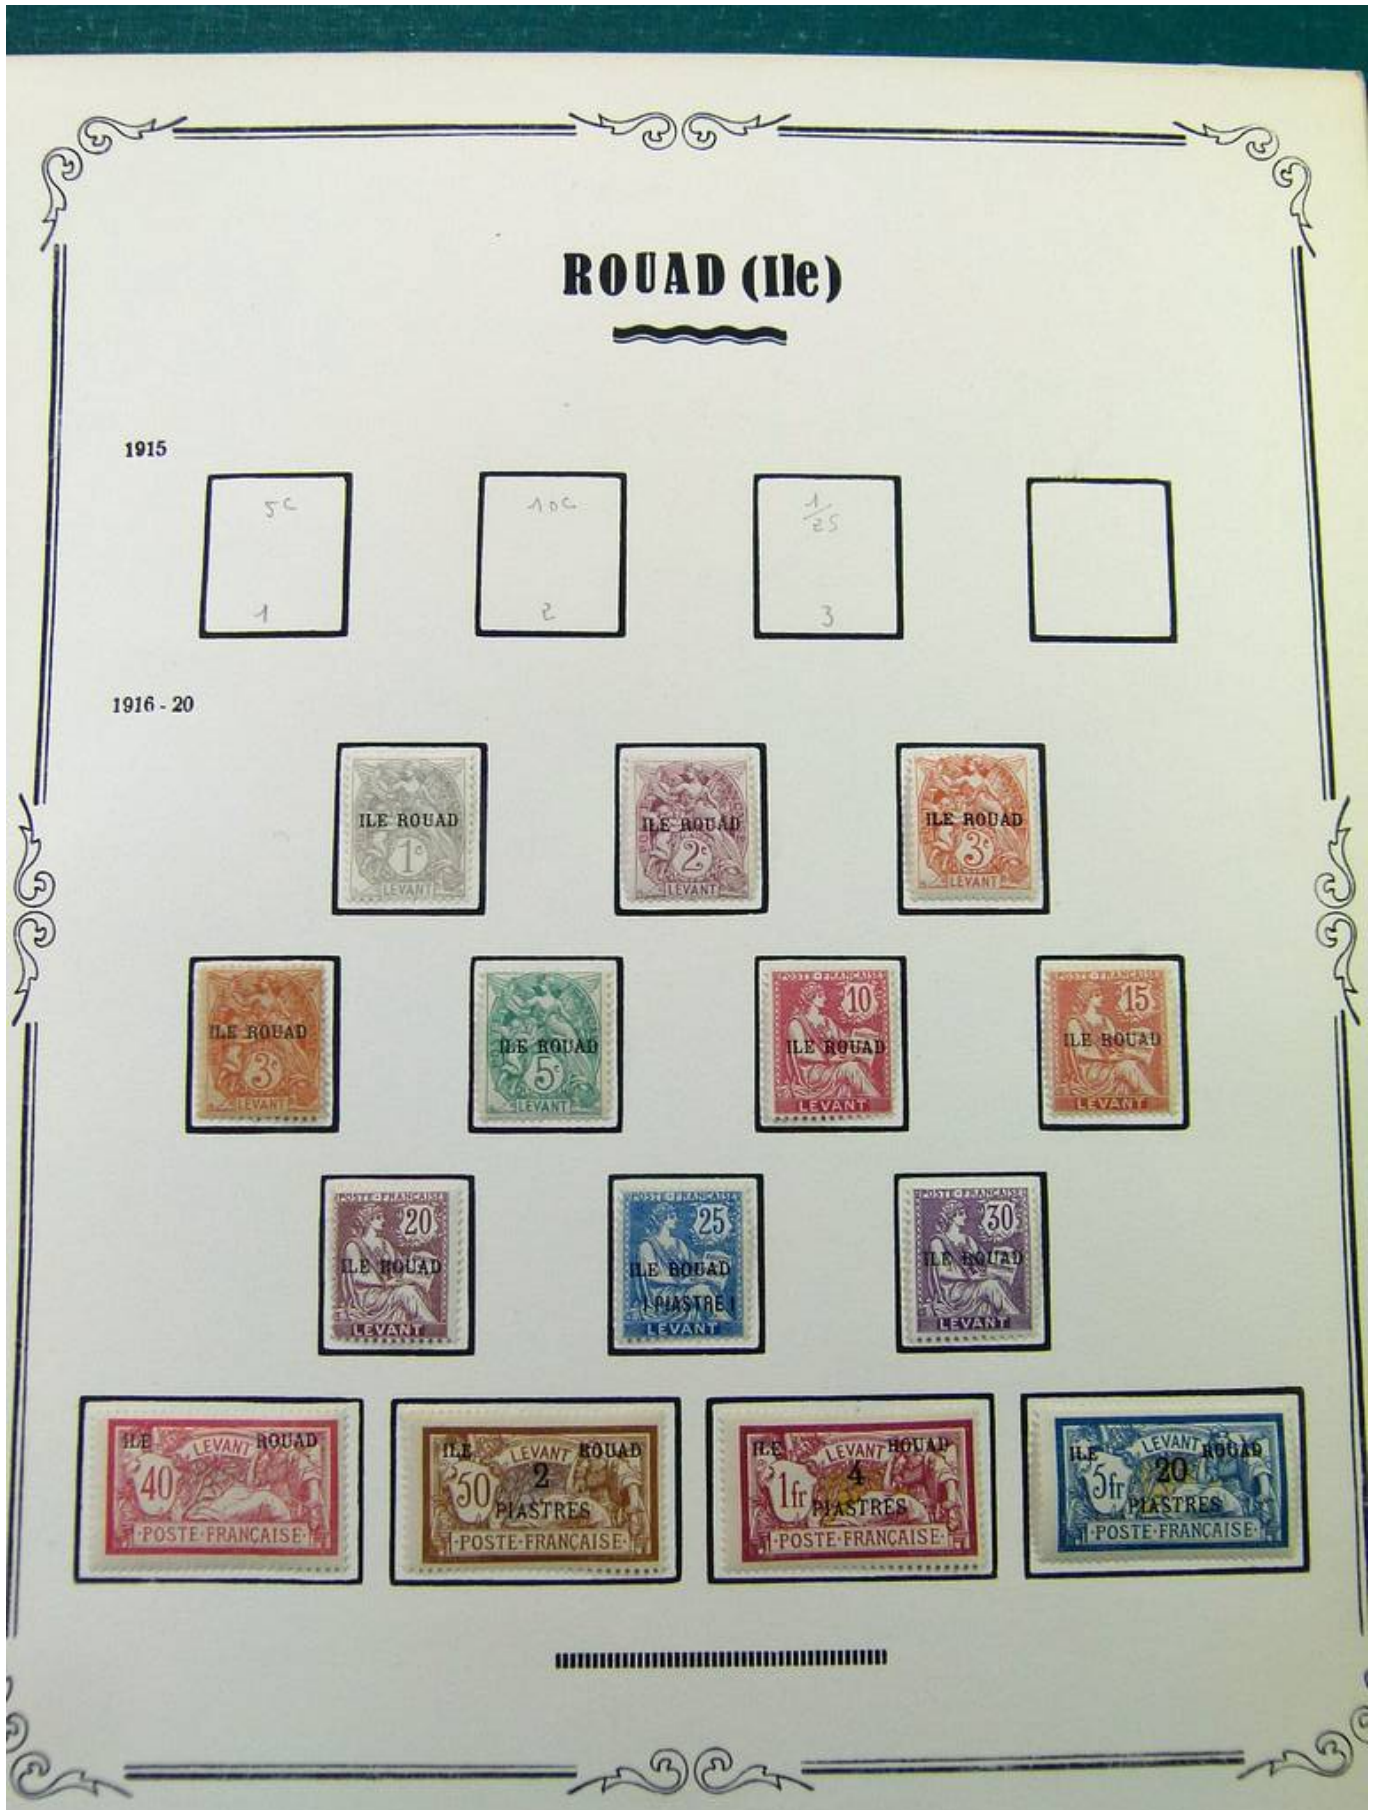 ROUAD (Ile)
1915
5c 10c 1/25
1 2 3
1916 - 20
ILE ROUAD
1c
LEVANT
ILE ROUAD
2c
LEVANT
ILE ROUAD
3c
LEVANT
ILE ROUAD
3c
LEVANT
ILE ROUAD
5c
LEVANT
POSTE·FRANÇAISE
10
ILE ROUAD
LEVANT
POSTE·FRANÇAISE
15
ILE ROUAD
LEVANT
POSTE·FRANÇAISE
20
ILE ROUAD
LEVANT
POSTE·FRANÇAISE
25
ILE ROUAD
1 PIASTRE 1
LEVANT
POSTE·FRANÇAISE
30
ILE ROUAD
LEVANT
ILE ROUAD
LEVANT
40
·POSTE·FRANÇAISE·
ILE ROUAD
LEVANT
50 2
PIASTRES
·POSTE·FRANÇAISE·
ILE ROUAD
LEVANT
1fr 4
PIASTRES
·POSTE·FRANÇAISE·
ILE ROUAD
LEVANT
5fr 20
PIASTRES
·POSTE·FRANÇAISE·